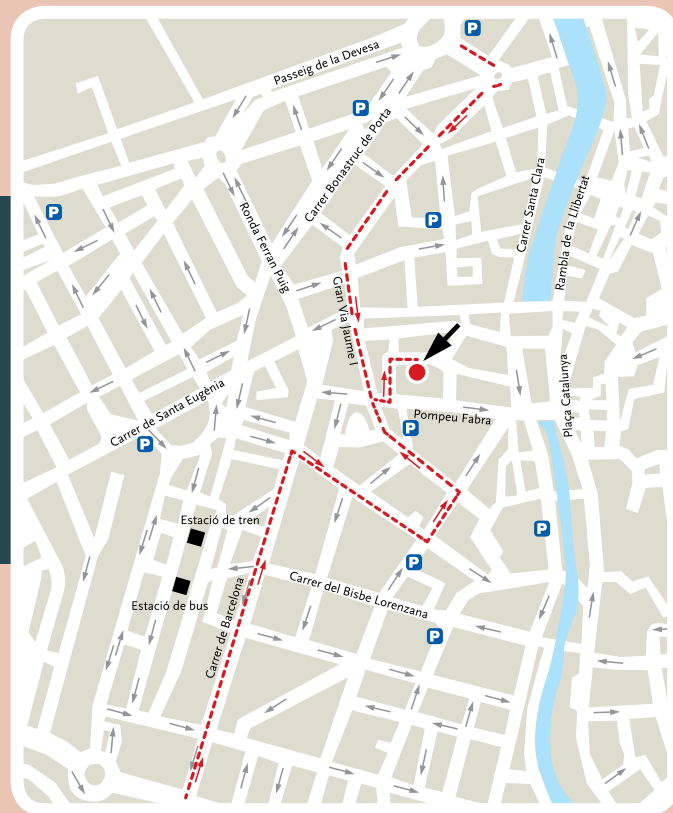 P
Passeig de la Devesa
P
Carrer Bonastruc de Porta
Carrer Santa Clara
Rambla de la Llibertat
P
P
Ronda Ferran Puig
Gran Via Jaume I
Plaça Catalunya
Carrer de Santa Eugènia
Pompeu Fabra
P
P
Estació de tren
P
P
Estació de bus
Carrer de Barcelona
Carrer del Bisbe Lorenzana
P